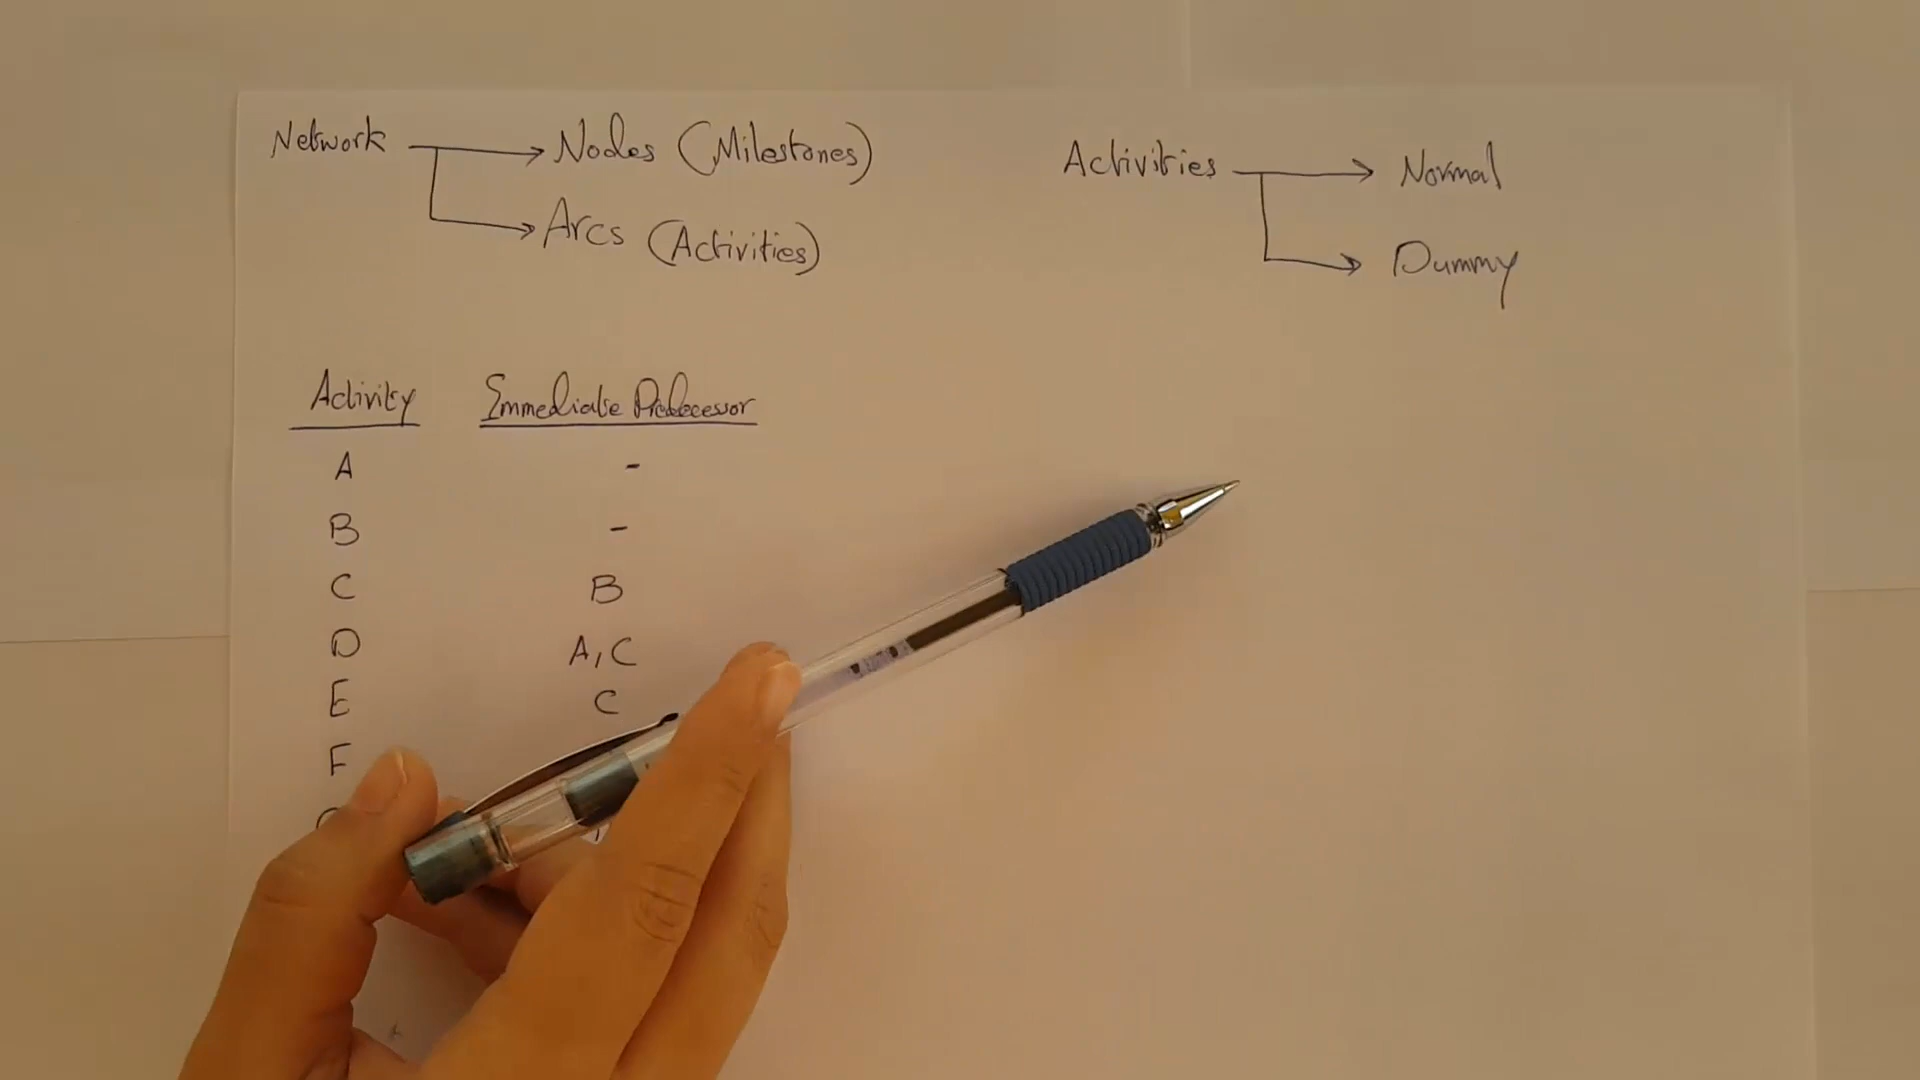 Network → Nodes (Milestones)
→ Arcs (Activities)
Activities → Normal
→ Dummy
Activity Immediate Predecessor
A -
B -
C B
D A, C
E C
F